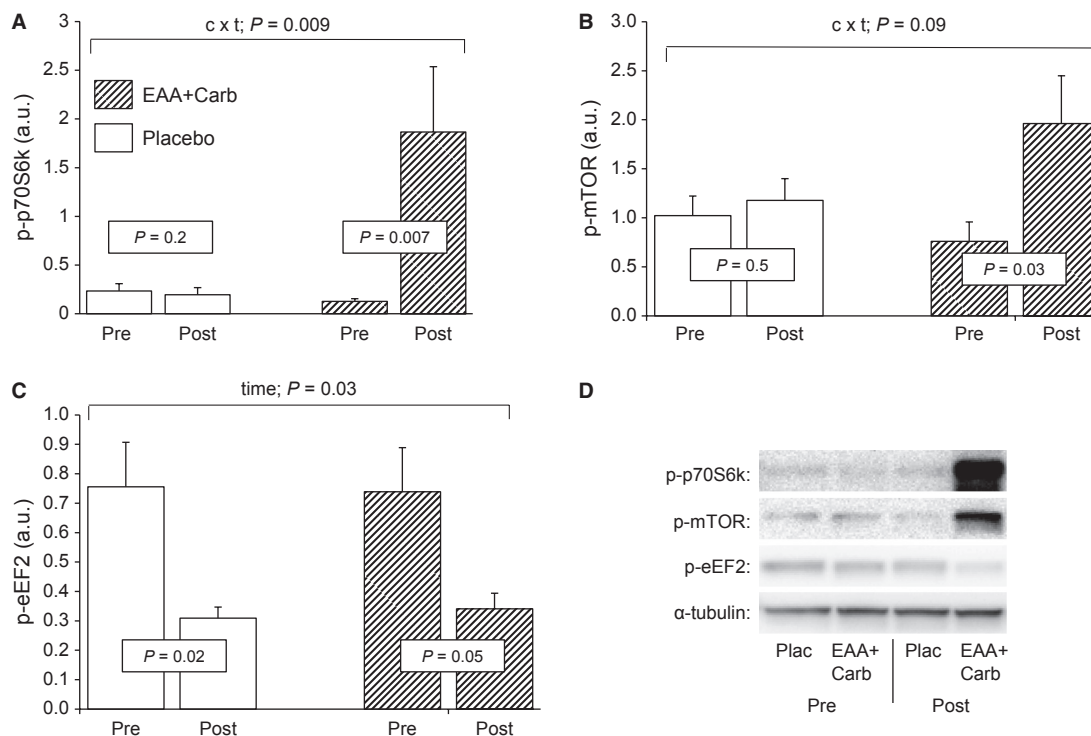 A
c x t; P = 0.009
3
2.5
2
1.5
1
0.5
0
p-p70S6k (a.u.)
EAA+Carb
Placebo
P = 0.2
P = 0.007
Pre Post Pre Post
B
c x t; P = 0.09
3.0
2.5
2.0
1.5
1.0
0.5
0.0
p-mTOR (a.u.)
P = 0.5
P = 0.03
Pre Post Pre Post
C
time; P = 0.03
1.0
0.9
0.8
0.7
0.6
0.5
0.4
0.3
0.2
0.1
0.0
p-eEF2 (a.u.)
P = 0.02
P = 0.05
Pre Post Pre Post
D
p-p70S6k:
p-mTOR:
p-eEF2:
α-tubulin:
Plac EAA+ Plac EAA+
Carb Carb
Pre Post